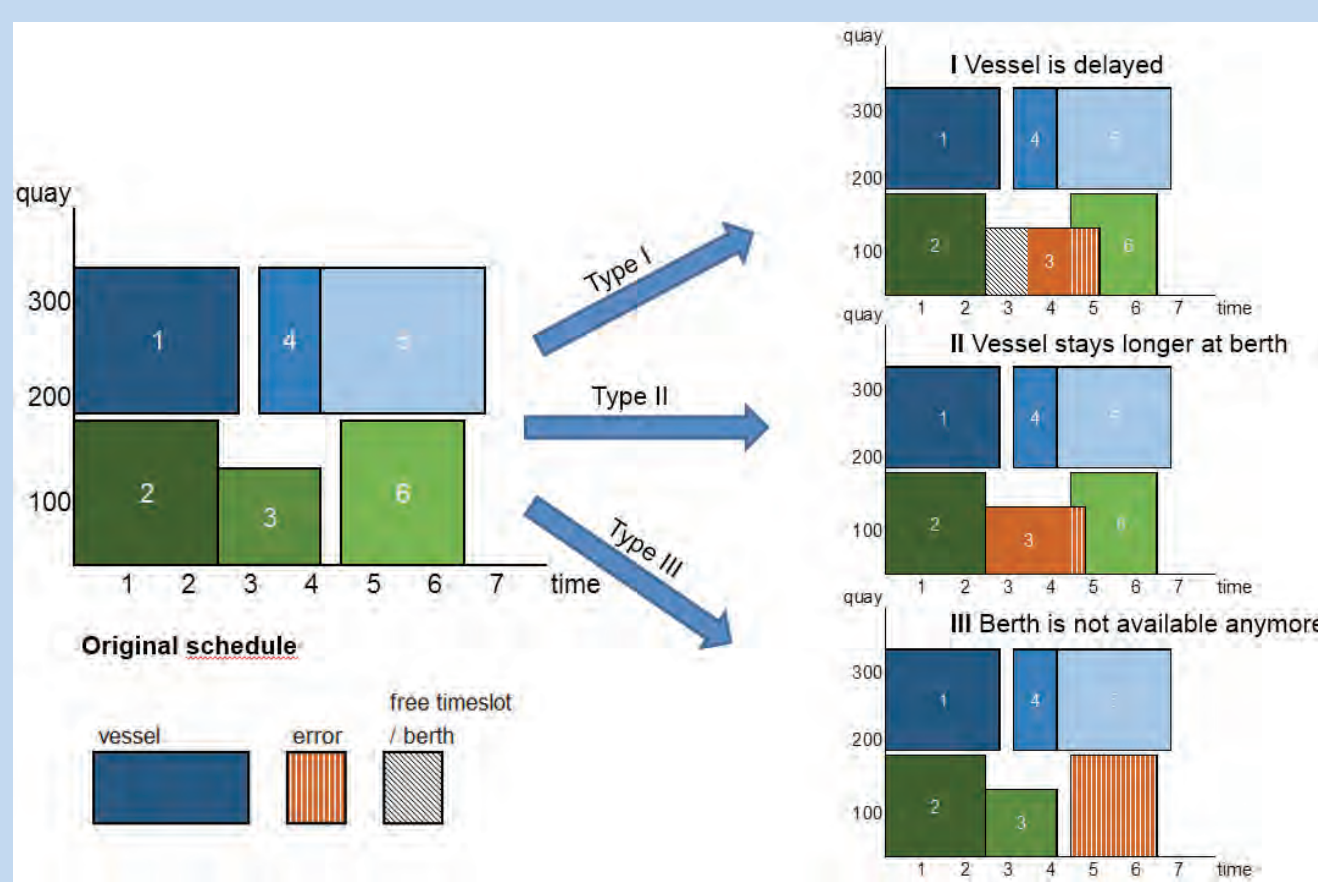 quay
300
200
100
1
4
5
2
3
6
1 2 3 4 5 6 7 time
Original schedule
vessel
error
free timeslot
/ berth
Type I
Type II
Type III
quay
I Vessel is delayed
300
200
100
1
4
5
2
3
6
1 2 3 4 5 6 7 time
quay
II Vessel stays longer at berth
300
200
100
1
4
5
2
3
6
1 2 3 4 5 6 7 time
quay
III Berth is not available anymore
300
200
100
1
4
5
2
3
1 2 3 4 5 6 7 time